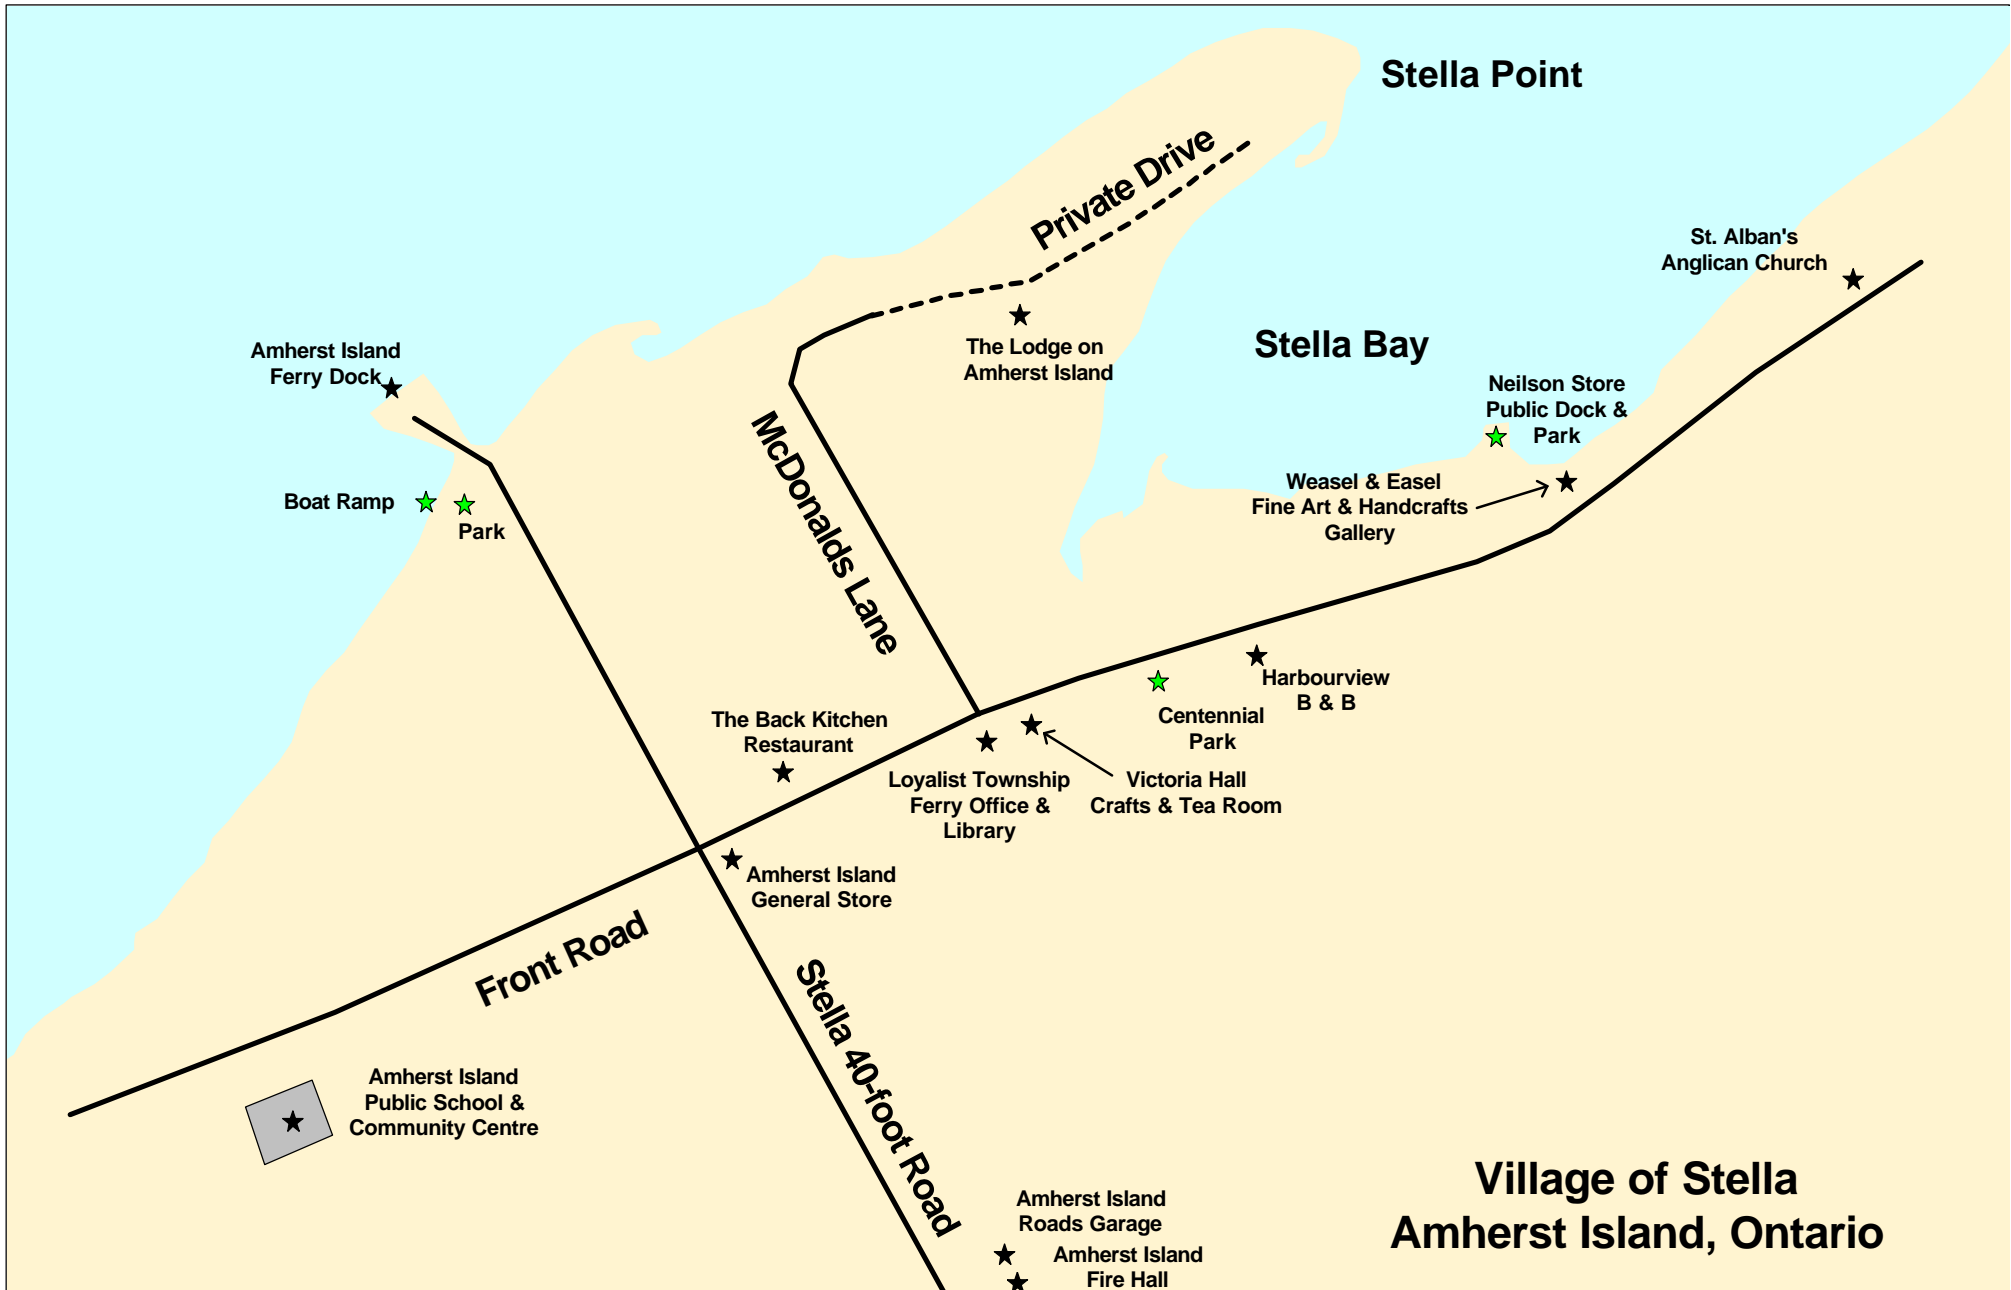 Stella Point
Private Drive
St. Alban's
Anglican Church
Stella Bay
The Lodge on
Amherst Island
Amherst Island
Ferry Dock
Neilson Store
Public Dock &
Park
McDonalds Lane
Weasel & Easel
Fine Art & Handcrafts
Gallery
Boat Ramp
Park
Harbourview
B & B
Centennial
Park
The Back Kitchen
Restaurant
Loyalist Township
Ferry Office &
Library
Victoria Hall
Crafts & Tea Room
Amherst Island
General Store
Front Road
Stella 40-foot Road
Amherst Island
Public School &
Community Centre
Amherst Island
Roads Garage
Amherst Island
Fire Hall
Village of Stella
Amherst Island, Ontario